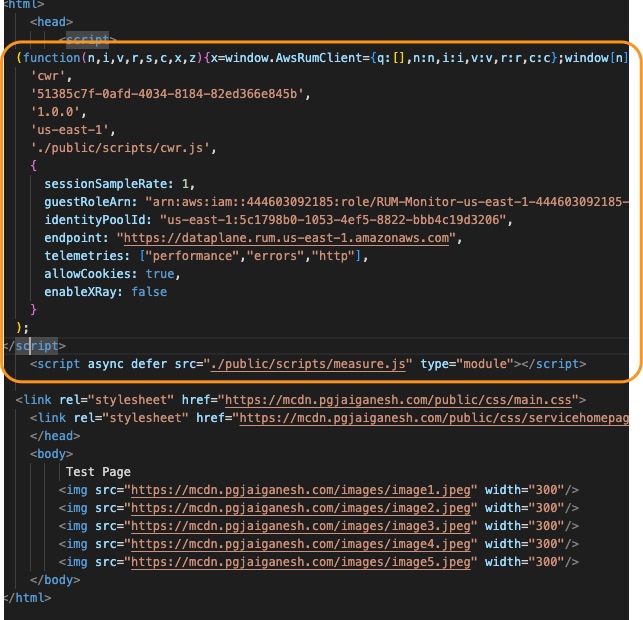 <html>
<head>
<script>
(function(n,i,v,r,s,c,x,z){x=window.AwsRumClient={q:[],n:n,i:i,v:v,r:r,c:c};window[n]
'cwr',
'51385c7f-0afd-4034-8184-82ed366e845b',
'1.0.0',
'us-east-1',
'./public/scripts/cwr.js',
{
sessionSampleRate: 1,
guestRoleArn: "arn:aws:iam::444603092185:role/RUM-Monitor-us-east-1-444603092185-
identityPoolId: "us-east-1:5c1798b0-1053-4ef5-8822-bbb4c19d3206",
endpoint: "https://dataplane.rum.us-east-1.amazonaws.com",
telemetries: ["performance","errors","http"],
allowCookies: true,
enableXRay: false
}
);
</script>
<script async defer src="./public/scripts/measure.js" type="module"></script>
<link rel="stylesheet" href="https://mcdn.pgjaiganesh.com/public/css/main.css">
<link rel="stylesheet" href="https://mcdn.pgjaiganesh.com/public/css/servicehomepag
</head>
<body>
Test Page
<img src="https://mcdn.pgjaiganesh.com/images/image1.jpeg" width="300"/>
<img src="https://mcdn.pgjaiganesh.com/images/image2.jpeg" width="300"/>
<img src="https://mcdn.pgjaiganesh.com/images/image3.jpeg" width="300"/>
<img src="https://mcdn.pgjaiganesh.com/images/image4.jpeg" width="300"/>
<img src="https://mcdn.pgjaiganesh.com/images/image5.jpeg" width="300"/>
</body>
</html>